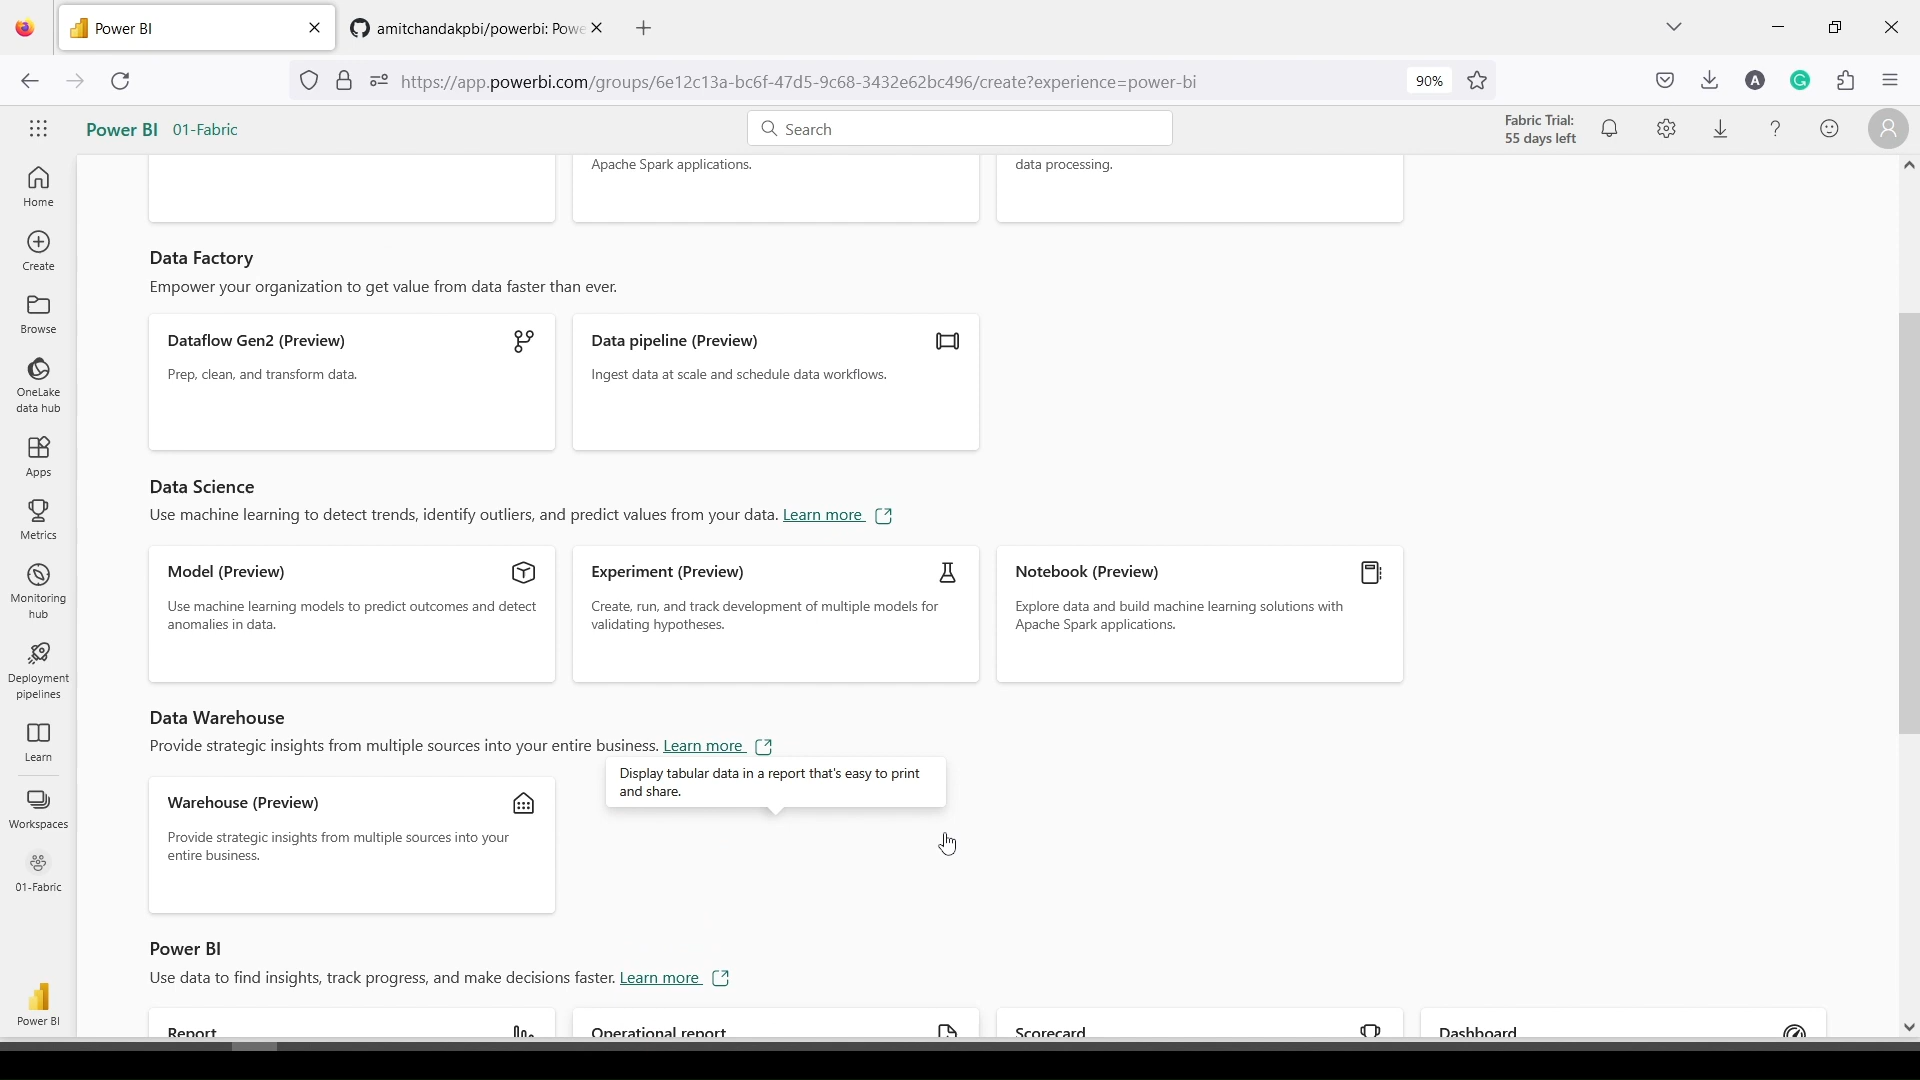 Power BI
amitchandakpbi/powerbi: Powe
https://app.powerbi.com/groups/6e12c13a-bc6f-47d5-9c68-3432e62bc496/create?experience=power-bi
90%
A
G
Power BI 01-Fabric
Search
Fabric Trial:
55 days left
?
Home
Create
Browse
OneLake
data hub
Apps
Metrics
Monitoring
hub
Deployment
pipelines
Learn
Workspaces
01-Fabric
Power BI
Apache Spark applications.
data processing.
Data Factory
Empower your organization to get value from data faster than ever.
Dataflow Gen2 (Preview)
Prep, clean, and transform data.
Data pipeline (Preview)
Ingest data at scale and schedule data workflows.
Data Science
Use machine learning to detect trends, identify outliers, and predict values from your data. Learn more
Model (Preview)
Use machine learning models to predict outcomes and detect
anomalies in data.
Experiment (Preview)
Create, run, and track development of multiple models for
validating hypotheses.
Notebook (Preview)
Explore data and build machine learning solutions with
Apache Spark applications.
Data Warehouse
Provide strategic insights from multiple sources into your entire business. Learn more
Display tabular data in a report that's easy to print
and share.
Warehouse (Preview)
Provide strategic insights from multiple sources into your
entire business.
Power BI
Use data to find insights, track progress, and make decisions faster. Learn more
Report
Operational report
Scorecard
Dashboard